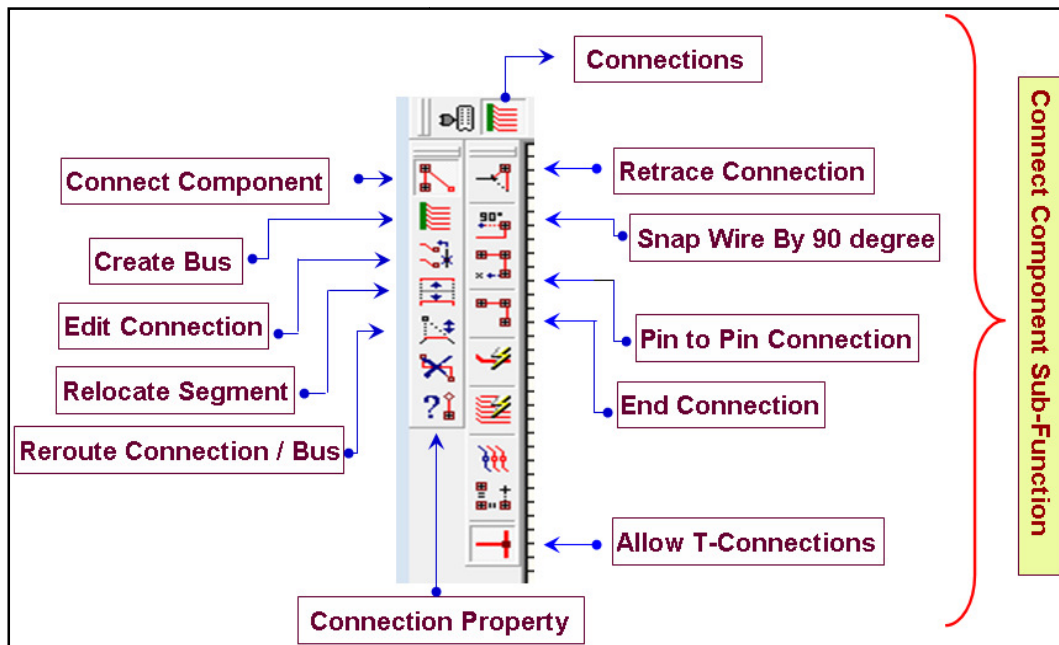 Connections
Connect Component
Create Bus
Edit Connection
Relocate Segment
Reroute Connection / Bus
Connection Property
90°
?
Retrace Connection
Snap Wire By 90 degree
Pin to Pin Connection
End Connection
Allow T-Connections
Connect Component Sub-Function